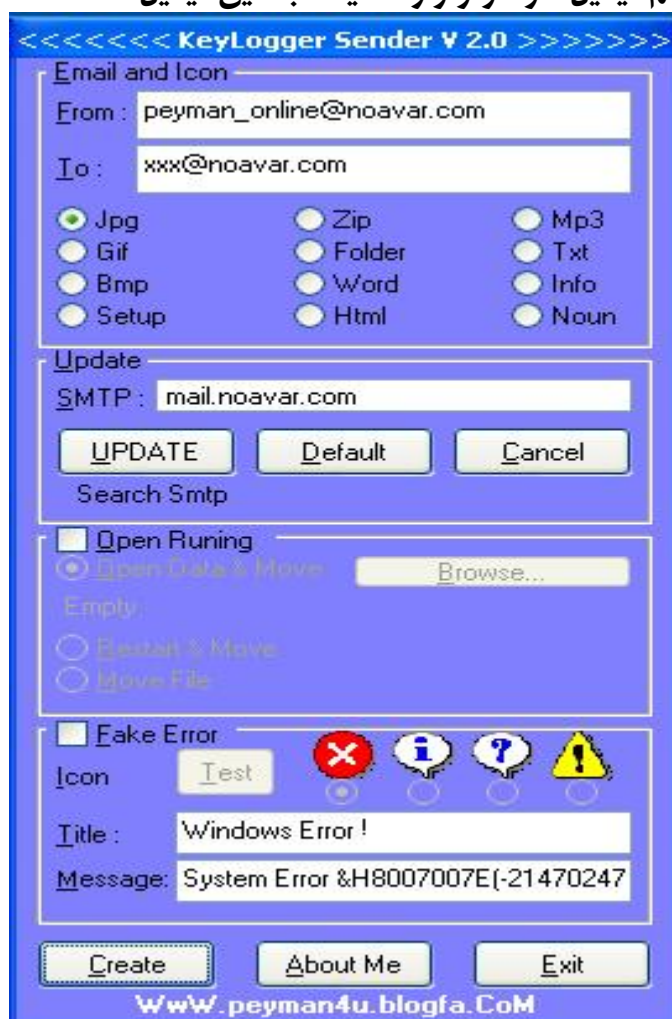 <<<<<<< KeyLogger Sender V 2.0 >>>>>>>
Email and Icon
From : peyman_online@noavar.com
To : xxx@noavar.com
Jpg Zip Mp3
Gif Folder Txt
Bmp Word Info
Setup Html Noun
Update
SMTP : mail.noavar.com
UPDATE Default Cancel
Search Smtp
Open Runing
Open Data & Move Browse...
Empty
Restart & Move
Move File
Fake Error
Icon Test
Title : Windows Error !
Message: System Error &H8007007E(-21470247
Create About Me Exit
WwW.peyman4u.blogfa.CoM